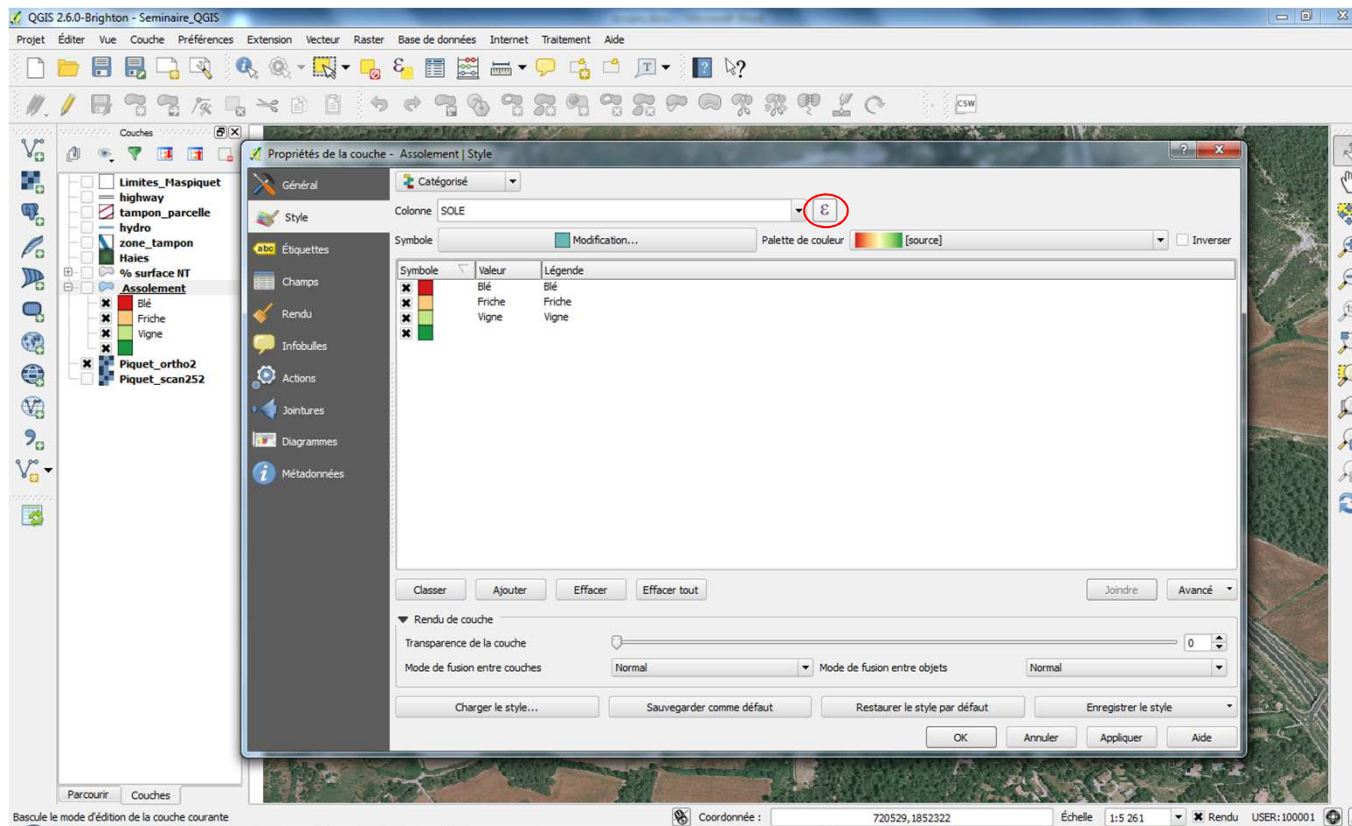 QGIS 2.6.0-Brighton - Seminaire_QGIS
Projet Éditer Vue Couche Préférences Extension Vecteur Raster Base de données Internet Traitement Aide
CSW
Couches
Limites_Maspiquet
highway
tampon_parcelle
hydro
zone_tampon
Haies
% surface NT
Assolement
Blé
Friche
Vigne
Piquet_ortho2
Piquet_scan252
Propriétés de la couche - Assolement | Style
Général
Style
abc Étiquettes
Champs
Rendu
Infobulles
Actions
Jointures
Diagrammes
Métadonnées
Catégorisé
Colonne SOLE ε
Symbole Modification... Palette de couleur [source] Inverser
Symbole Valeur Légende
Blé Blé
Friche Friche
Vigne Vigne
Classer Ajouter Effacer Effacer tout Joindre Avancé
Rendu de couche
Transparence de la couche 0
Mode de fusion entre couches Normal Mode de fusion entre objets Normal
Charger le style... Sauvegarder comme défaut Restaurer le style par défaut Enregistrer le style
OK Annuler Appliquer Aide
Parcourir Couches
Bascule le mode d'édition de la couche courante Coordonnée : 720529,1852322 Échelle 1:5 261 Rendu USER:100001